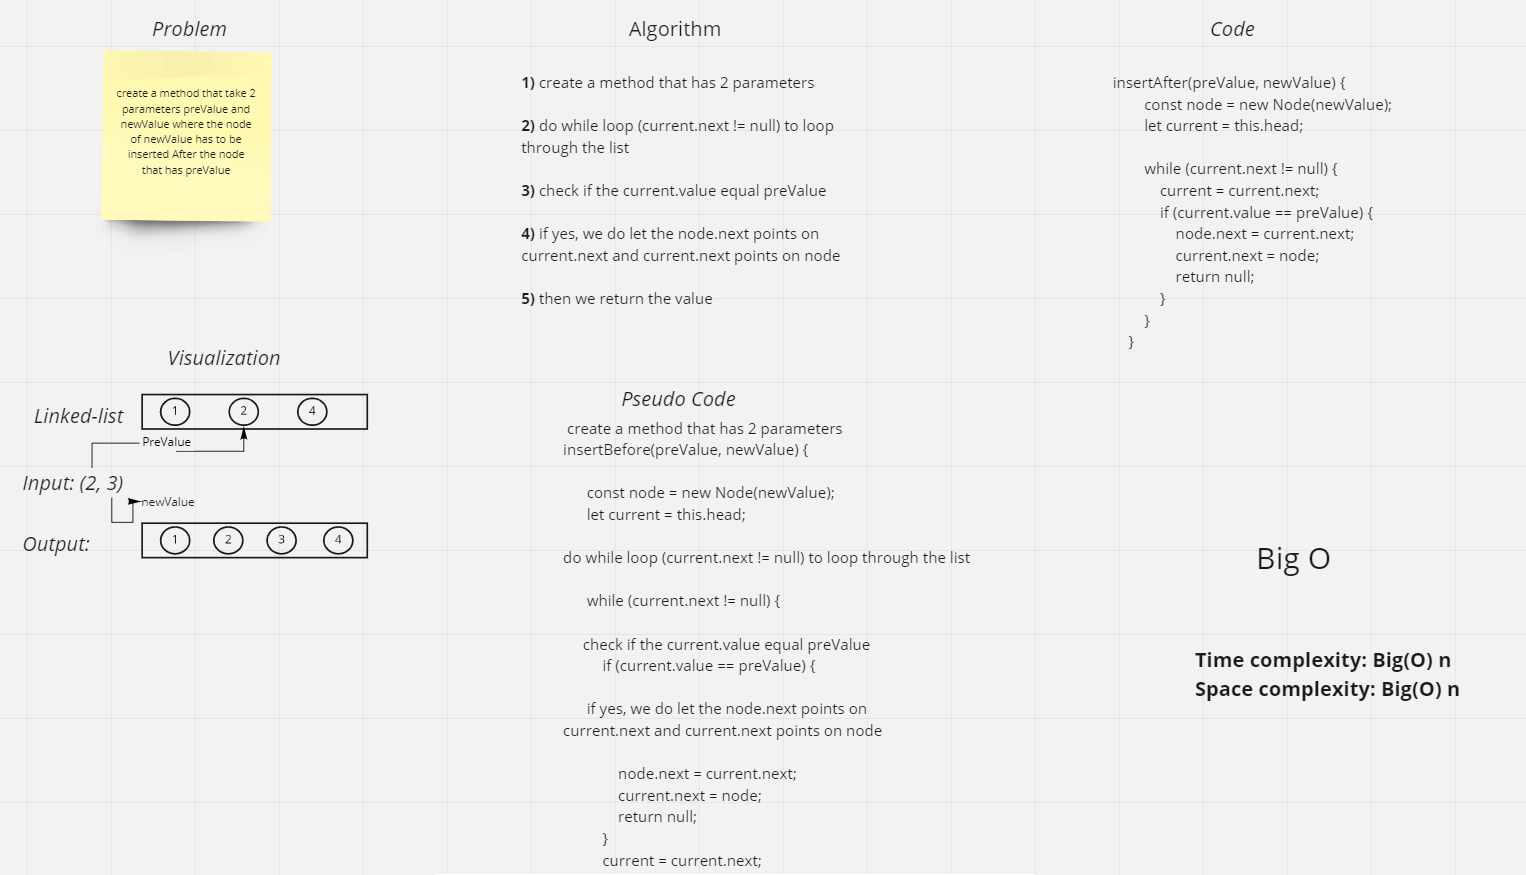 Problem
create a method that take 2
parameters preValue and
newValue where the node
of newValue has to be
inserted After the node
that has preValue
Visualization
Linked-list
1 2 4
PreValue
Input: (2, 3)
newValue
Output:
1 2 3 4
Algorithm
1) create a method that has 2 parameters
2) do while loop (current.next != null) to loop
through the list
3) check if the current.value equal preValue
4) if yes, we do let the node.next points on
current.next and current.next points on node
5) then we return the value
Pseudo Code
create a method that has 2 parameters
insertBefore(preValue, newValue) {
const node = new Node(newValue);
let current = this.head;
do while loop (current.next != null) to loop through the list
while (current.next != null) {
check if the current.value equal preValue
if (current.value == preValue) {
if yes, we do let the node.next points on
current.next and current.next points on node
node.next = current.next;
current.next = node;
return null;
}
current = current.next;
Code
insertAfter(preValue, newValue) {
const node = new Node(newValue);
let current = this.head;
while (current.next != null) {
current = current.next;
if (current.value == preValue) {
node.next = current.next;
current.next = node;
return null;
}
}
}
Big O
Time complexity: Big(O) n
Space complexity: Big(O) n